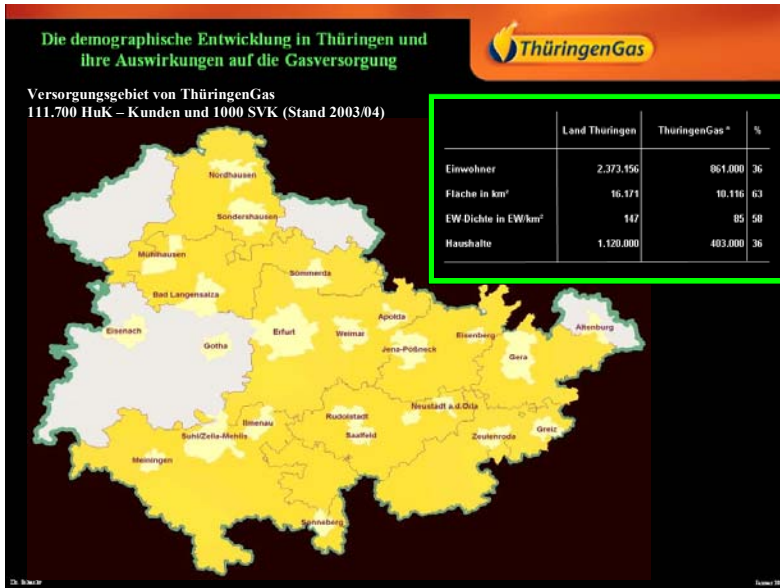 Die demographische Entwicklung in Thüringen und
ihre Auswirkungen auf die Gasversorgung
ThüringenGas
Versorgungsgebiet von ThüringenGas
111.700 HuK – Kunden und 1000 SVK (Stand 2003/04)
Land Thüringen ThüringenGas * %
Einwohner 2.373.156 861.000 36
Fläche in km² 16.171 10.116 63
EW-Dichte in EW/km² 147 85 58
Haushalte 1.120.000 403.000 36
Nordhausen
Sondershausen
Mühlhausen
Sömmerda
Bad Langensalza
Apolda
Eisenach
Gotha
Erfurt
Weimar
Jena-Pößneck
Eisenberg
Gera
Altenburg
Neustadt a.d.Orla
Rudolstadt
Ilmenau
Suhl/Zella-Mehlis
Saalfeld
Zeulenroda
Greiz
Meiningen
Sonneberg